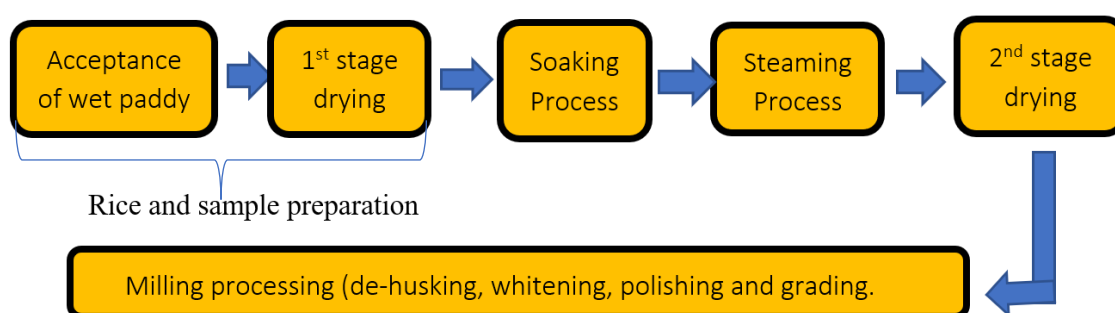 Acceptance
of wet paddy
1st stage
drying
Soaking
Process
Steaming
Process
2nd stage
drying
Rice and sample preparation
Milling processing (de-husking, whitening, polishing and grading.